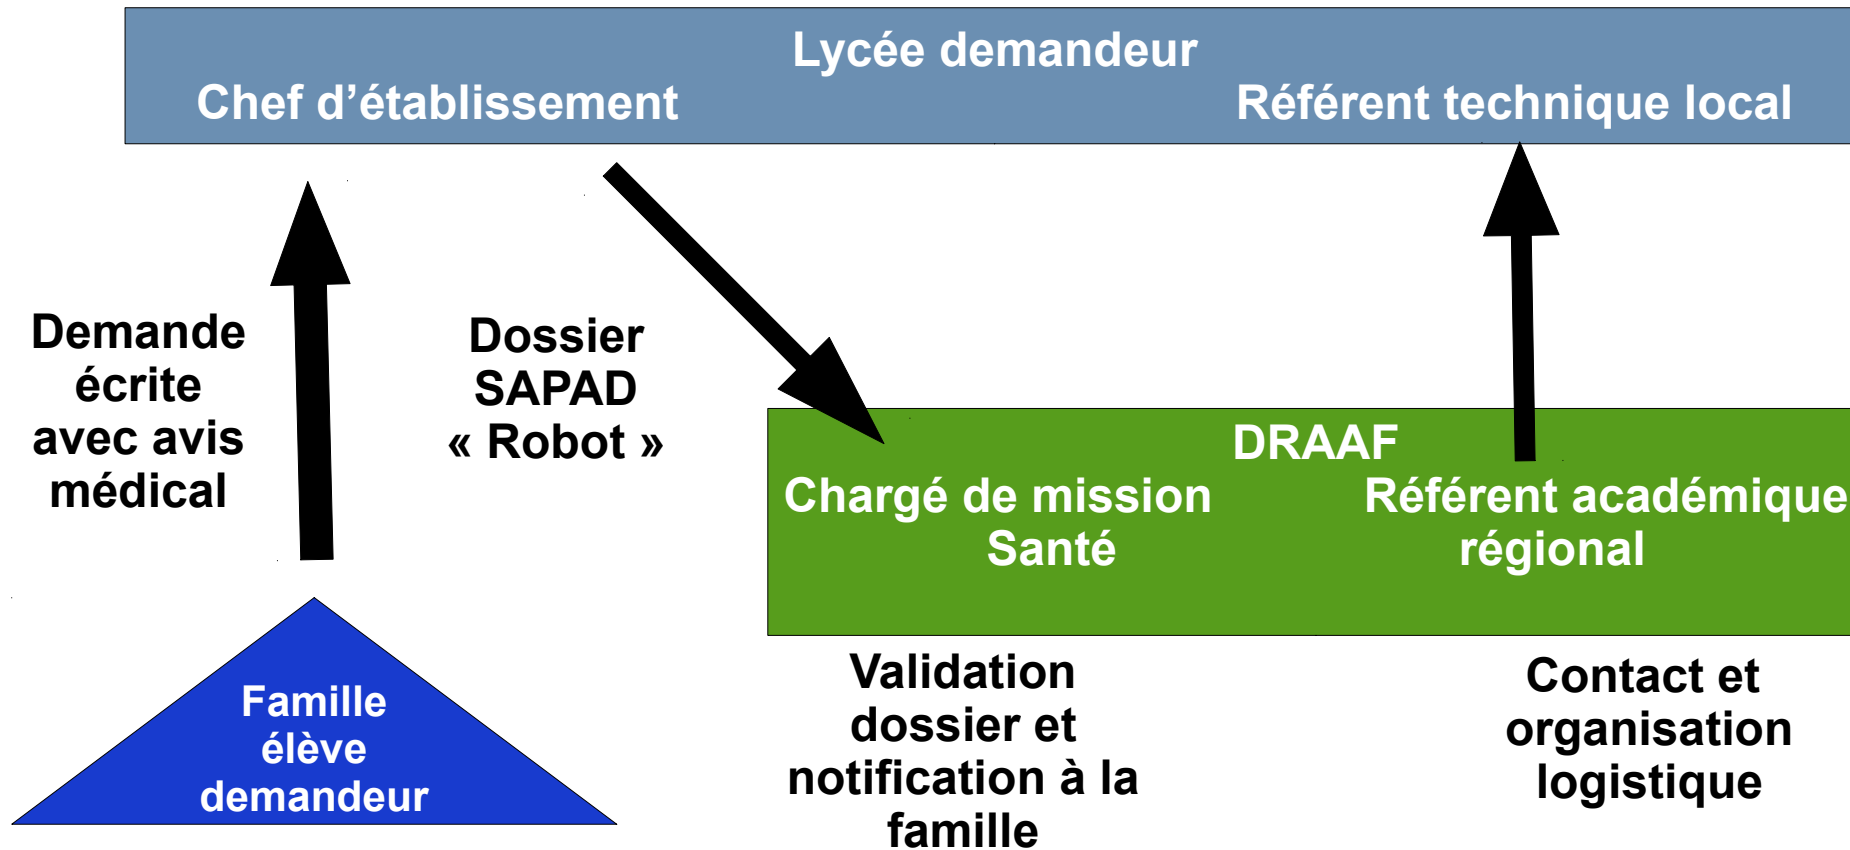 Lycée demandeur
Chef d’établissement
Référent technique local
Demande
écrite
avec avis
médical
Dossier
SAPAD
« Robot »
DRAAF
Chargé de mission
Santé
Référent académique
régional
Famille
élève
demandeur
Validation
dossier et
notification à la
famille
Contact et
organisation
logistique